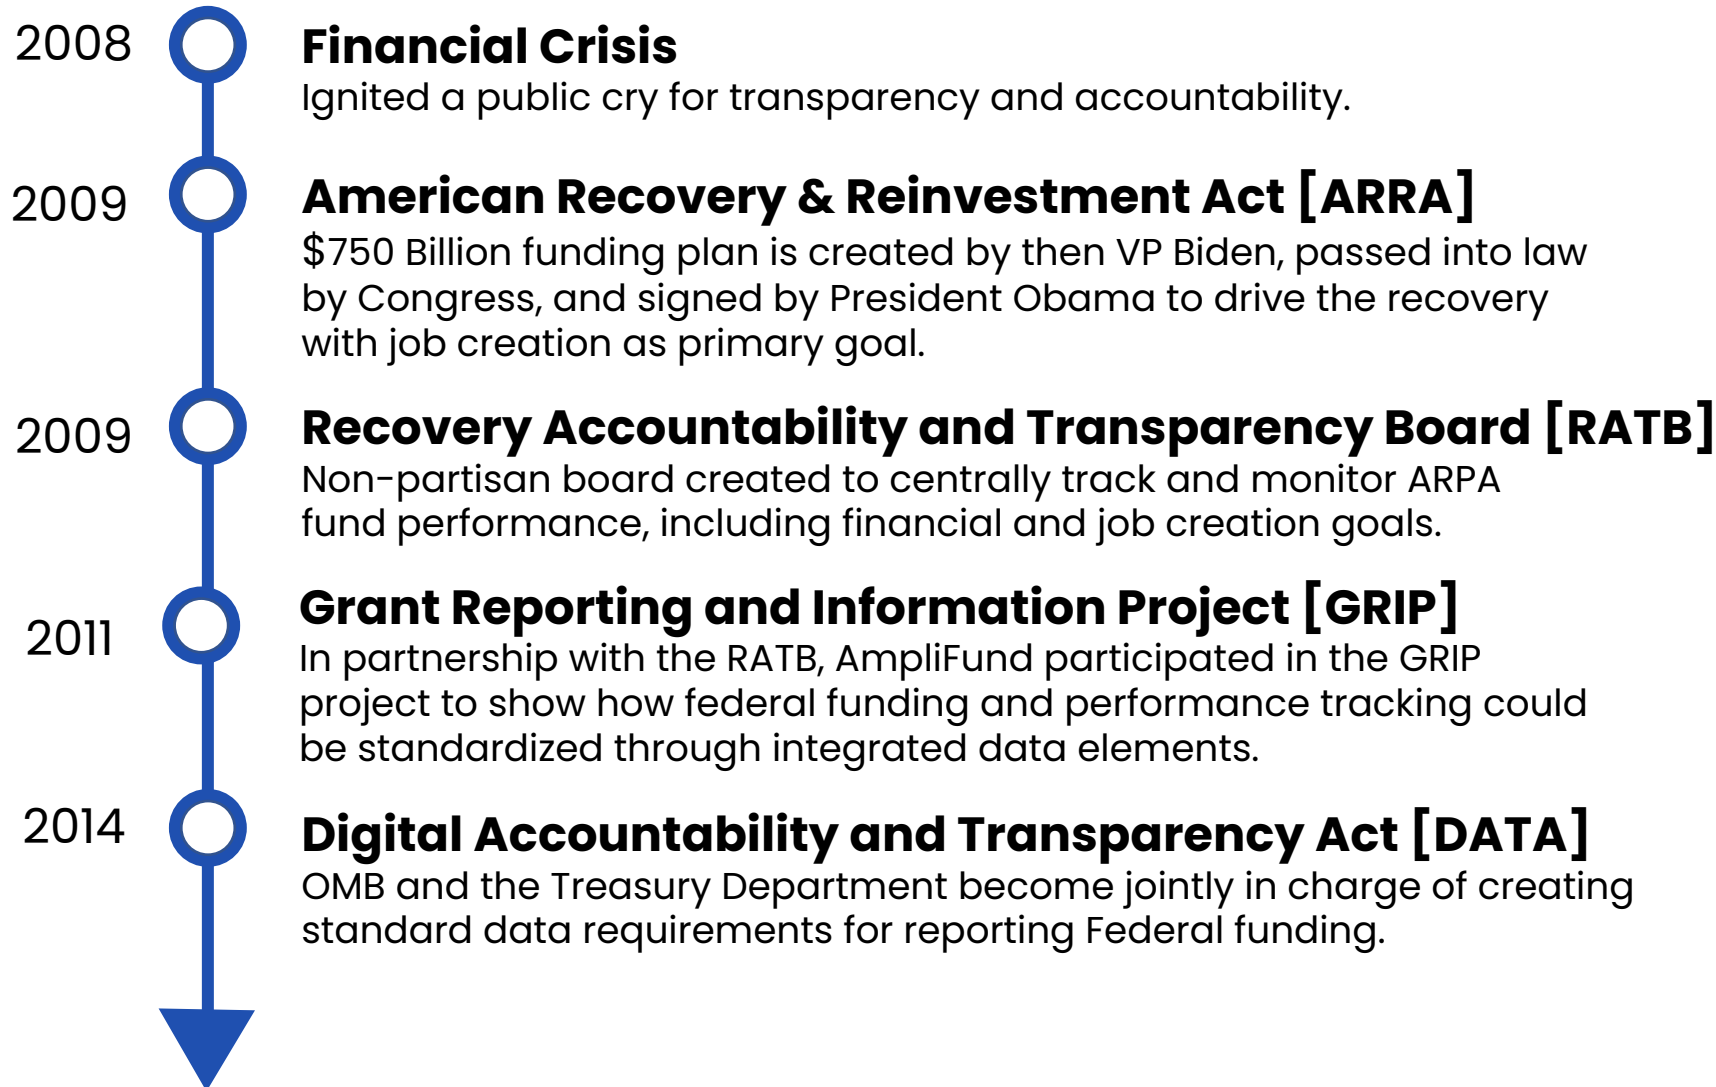 2008
Financial Crisis
Ignited a public cry for transparency and accountability.
2009
American Recovery & Reinvestment Act [ARRA]
$750 Billion funding plan is created by then VP Biden, passed into law
by Congress, and signed by President Obama to drive the recovery
with job creation as primary goal.
2009
Recovery Accountability and Transparency Board [RATB]
Non-partisan board created to centrally track and monitor ARPA
fund performance, including financial and job creation goals.
2011
Grant Reporting and Information Project [GRIP]
In partnership with the RATB, AmpliFund participated in the GRIP
project to show how federal funding and performance tracking could
be standardized through integrated data elements.
2014
Digital Accountability and Transparency Act [DATA]
OMB and the Treasury Department become jointly in charge of creating
standard data requirements for reporting Federal funding.